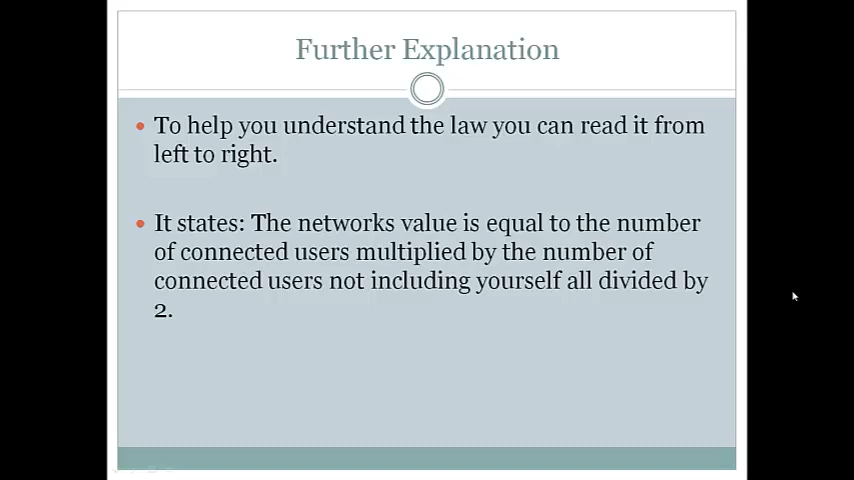 Further Explanation
• To help you understand the law you can read it from
left to right.
• It states: The networks value is equal to the number
of connected users multiplied by the number of
connected users not including yourself all divided by
2.